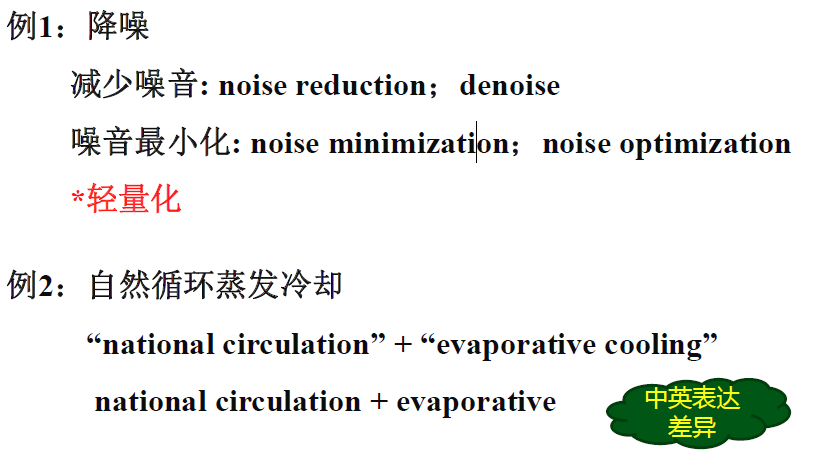 例1：降噪
减少噪音: noise reduction；denoise
噪音最小化: noise minimization；noise optimization
*轻量化
例2：自然循环蒸发冷却
“national circulation” + “evaporative cooling”
national circulation + evaporative
中英表达
差异